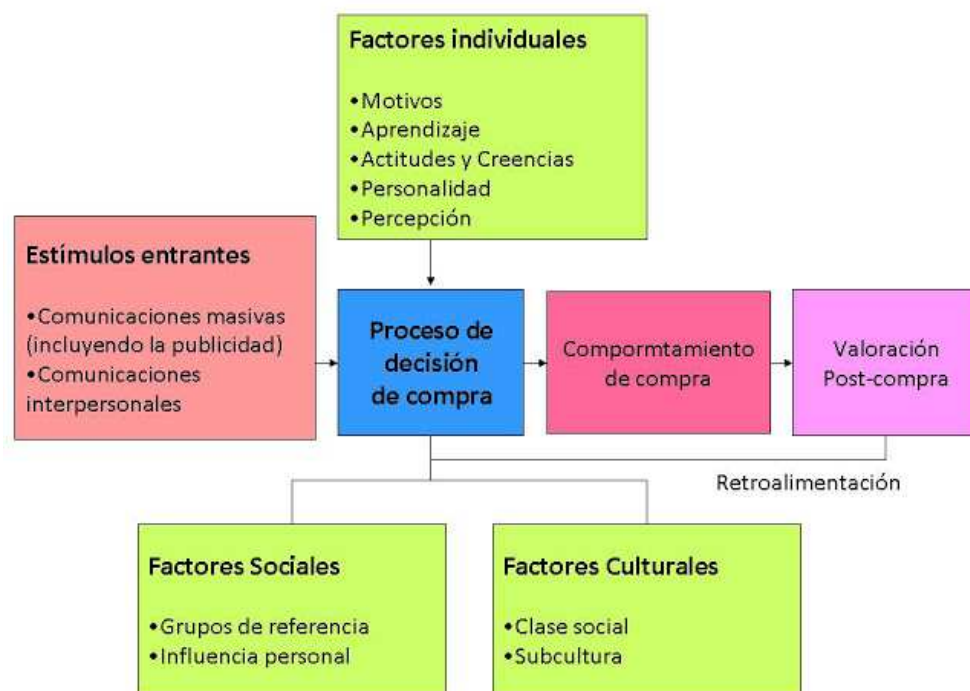 Factores individuales
•Motivos
•Aprendizaje
•Actitudes y Creencias
•Personalidad
•Percepción
Estímulos entrantes
•Comunicaciones masivas
(incluyendo la publicidad)
•Comunicaciones
interpersonales
Proceso de
decisión
de compra
Compormtamiento
de compra
Valoración
Post-compra
Retroalimentación
Factores Sociales
•Grupos de referencia
•Influencia personal
Factores Culturales
•Clase social
•Subcultura